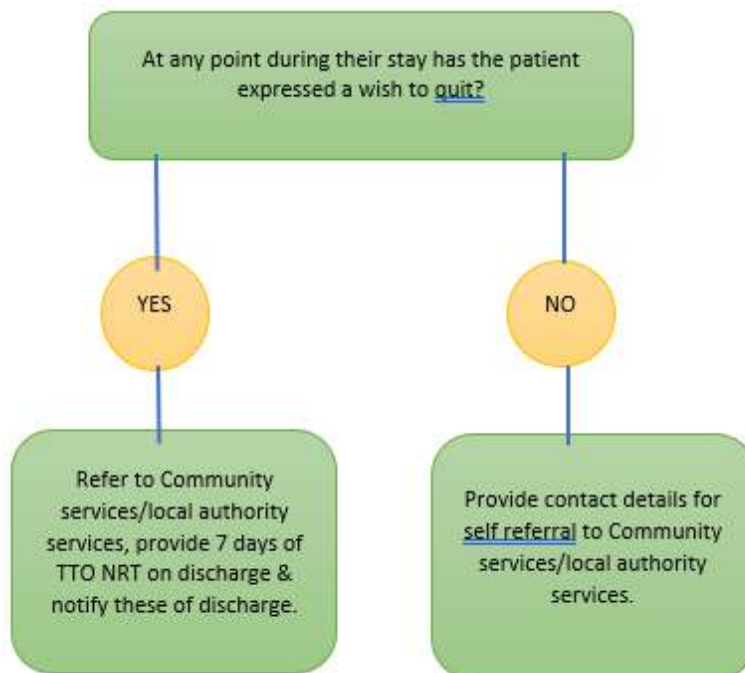 At any point during their stay has the patient
expressed a wish to quit?
YES
NO
Refer to Community
services/local authority
services, provide 7 days of
TTO NRT on discharge &
notify these of discharge.
Provide contact details for
self referral to Community
services/local authority
services.